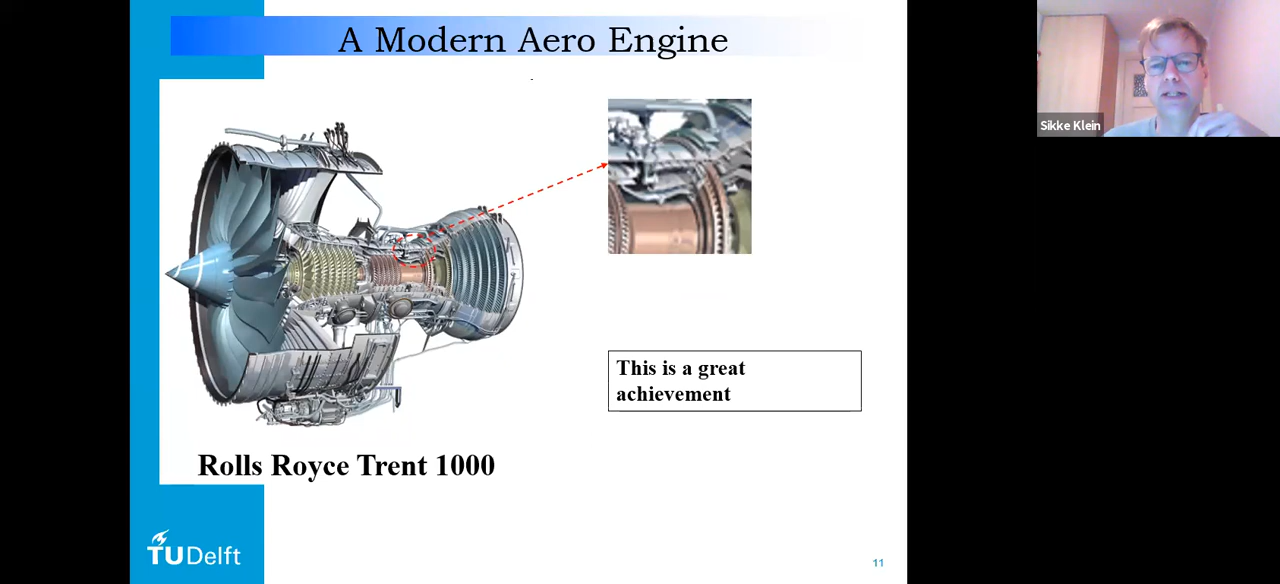 A Modern Aero Engine
Sikke Klein
This is a great
achievement
Rolls Royce Trent 1000
TU Delft
11